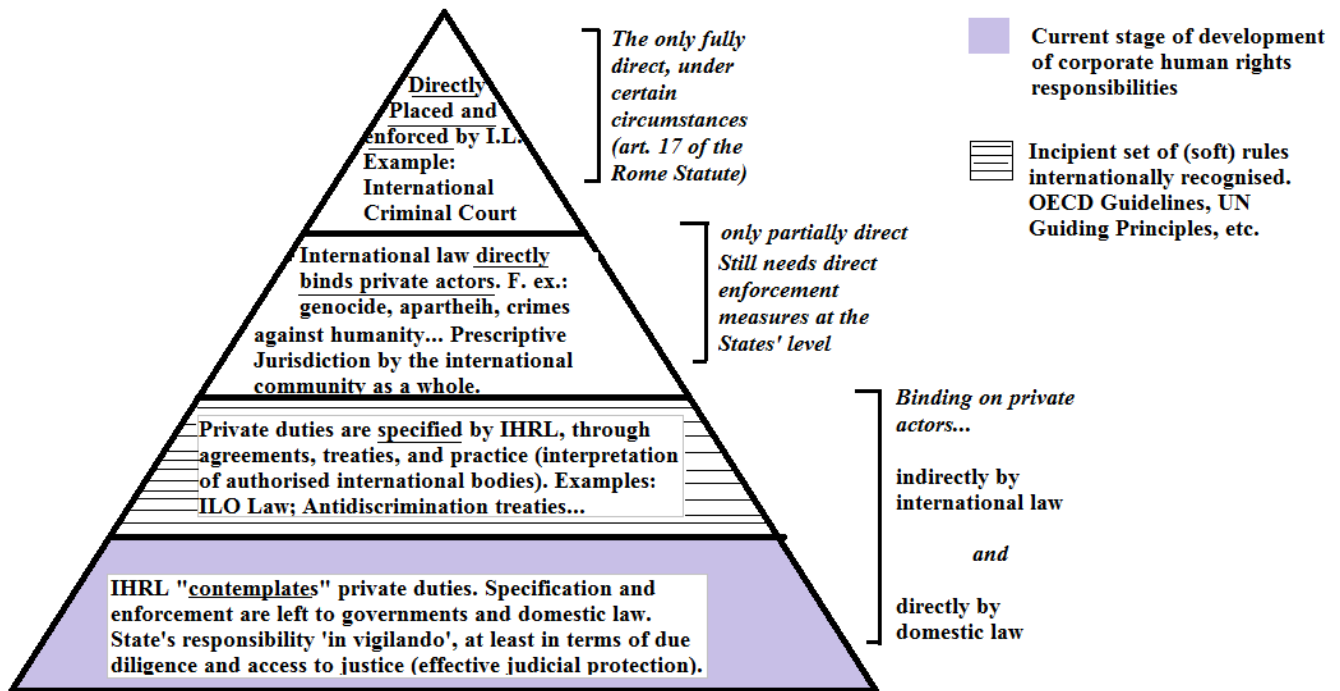 Directly
Placed and
enforced by I.L.
Example:
International
Criminal Court
The only fully
direct, under
certain
circumstances
(art. 17 of the
Rome Statute)
Current stage of development
of corporate human rights
responsibilities
Incipient set of (soft) rules
internationally recognised.
OECD Guidelines, UN
Guiding Principles, etc.
International law directly
binds private actors. F. ex.:
genocide, apartheih, crimes
against humanity... Prescriptive
Jurisdiction by the international
community as a whole.
only partially direct
Still needs direct
enforcement
measures at the
States' level
Private duties are specified by IHRL, through
agreements, treaties, and practice (interpretation
of authorised international bodies). Examples:
ILO Law; Antidiscrimination treaties...
IHRL "contemplates" private duties. Specification and
enforcement are left to governments and domestic law.
State's responsibility 'in vigilando', at least in terms of due
diligence and access to justice (effective judicial protection).
Binding on private
actors...
indirectly by
international law
and
directly by
domestic law